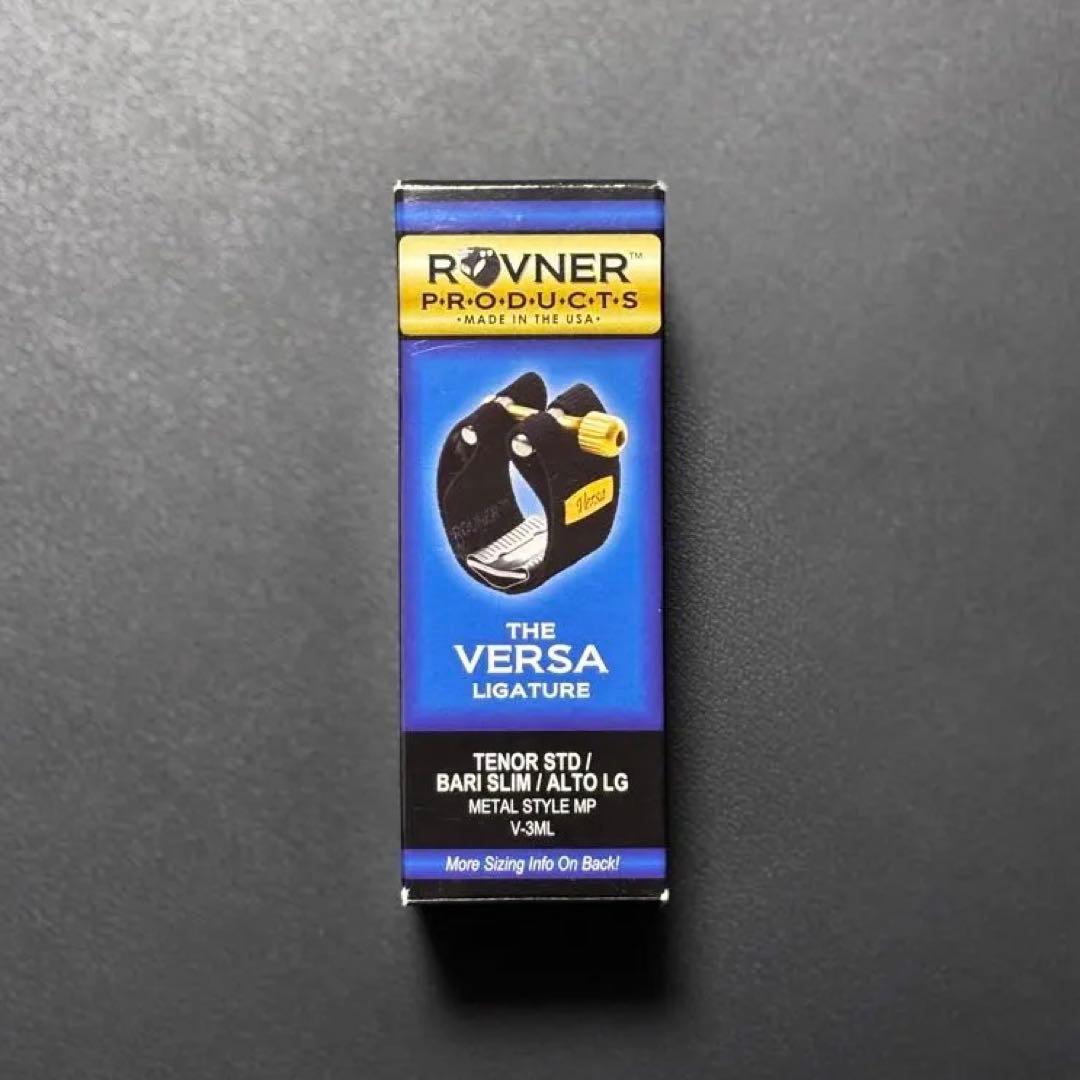 ROVNER™
P•R•O•D•U•C•T•S
•MADE IN THE USA•
ROVNER
Versa
THE
VERSA
LIGATURE
TENOR STD /
BARI SLIM / ALTO LG
METAL STYLE MP
V-3ML
More Sizing Info On Back!